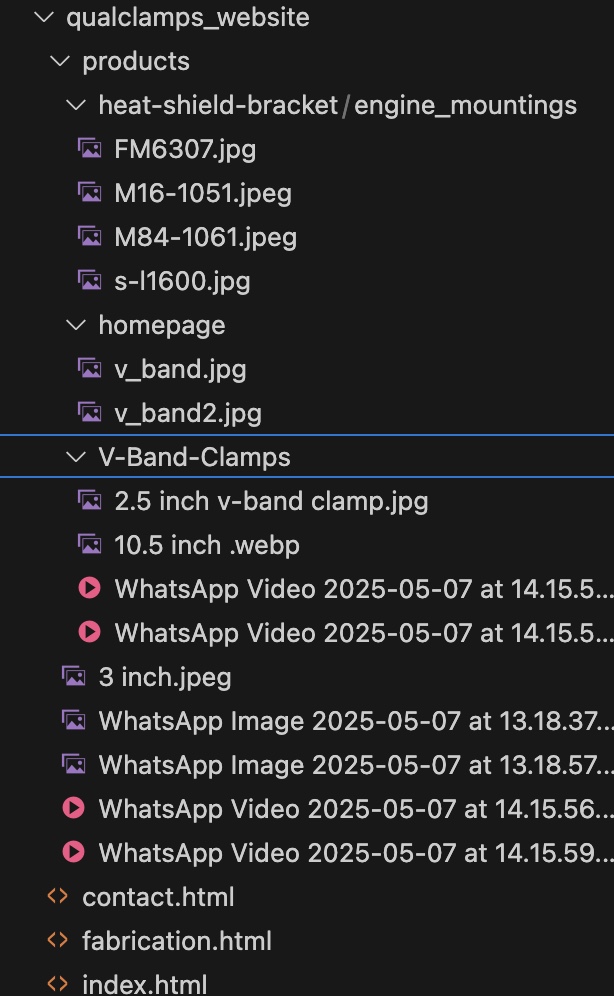 qualclamps_website
products
heat-shield-bracket/engine_mountings
FM6307.jpg
M16-1051.jpeg
M84-1061.jpeg
s-l1600.jpg
homepage
v_band.jpg
v_band2.jpg
V-Band-Clamps
2.5 inch v-band clamp.jpg
10.5 inch .webp
WhatsApp Video 2025-05-07 at 14.15.5...
WhatsApp Video 2025-05-07 at 14.15.5...
3 inch.jpeg
WhatsApp Image 2025-05-07 at 13.18.37...
WhatsApp Image 2025-05-07 at 13.18.57...
WhatsApp Video 2025-05-07 at 14.15.56...
WhatsApp Video 2025-05-07 at 14.15.59...
contact.html
fabrication.html
index.html